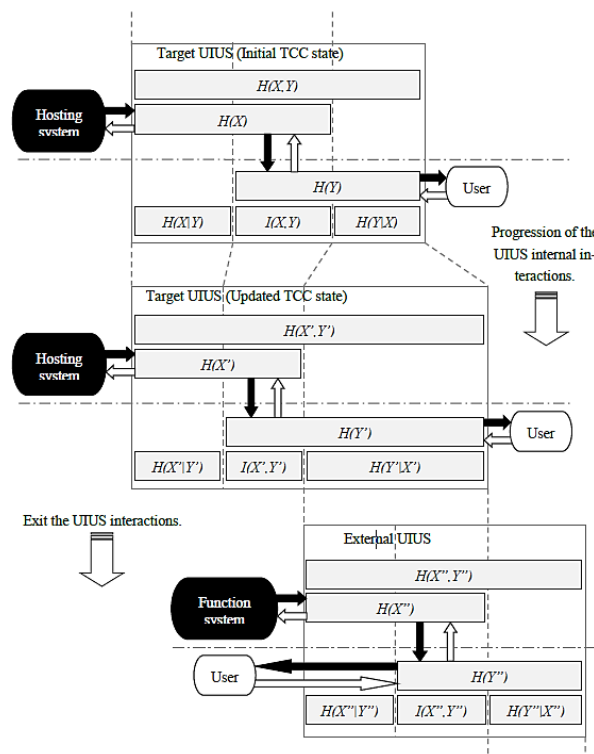 Target UIUS (Initial TCC state)
H(X,Y)
Hosting
system
H(X)
H(Y)
User
H(X|Y)
I(X,Y)
H(Y|X)
Progression of the
UIUS internal in-
teractions.
Target UIUS (Updated TCC state)
H(X',Y')
Hosting
system
H(X')
H(Y')
User
H(X'|Y')
I(X',Y')
H(Y'|X')
Exit the UIUS interactions.
External UIUS
H(X”,Y”)
Function
system
H(X”)
User
H(Y”)
H(X”|Y”)
I(X”,Y”)
H(Y”|X”)